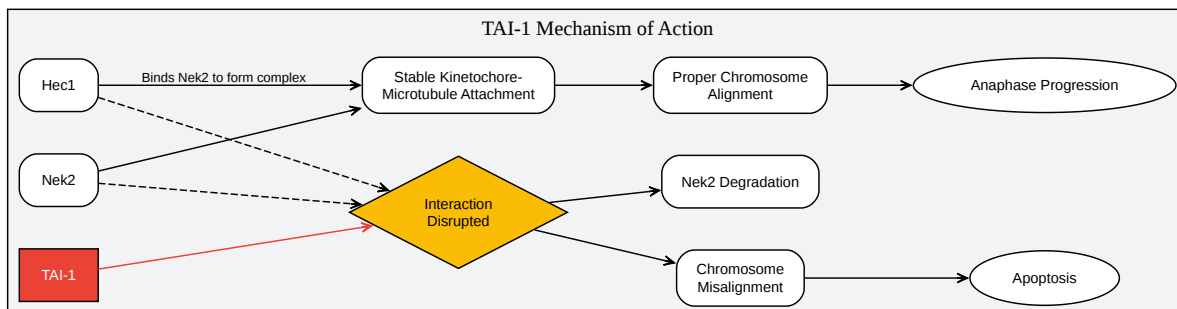 TAI-1 Mechanism of Action
Hec1
Binds Nek2 to form complex
Stable Kinetochore-
Microtubule Attachment
Proper Chromosome
Alignment
Anaphase Progression
Nek2
Interaction
Disrupted
Nek2 Degradation
TAI-1
Chromosome
Misalignment
Apoptosis